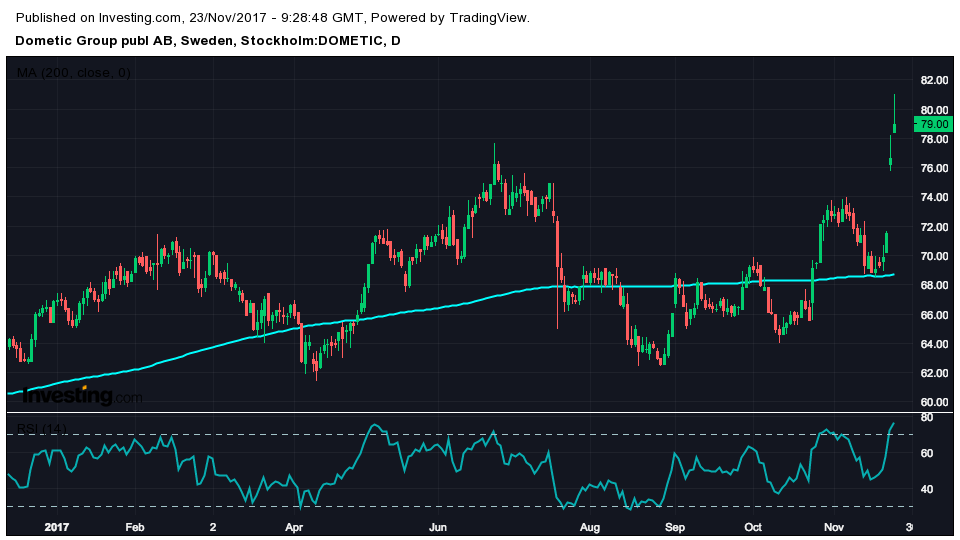 Published on Investing.com, 23/Nov/2017 - 9:28:48 GMT, Powered by TradingView.
Dometic Group publ AB, Sweden, Stockholm:DOMETIC, D
MA (200, close, 0)
82.00
80.00
79.00
78.00
76.00
74.00
72.00
70.00
68.00
66.00
64.00
62.00
60.00
Investing.com
RSI (14)
80
60
40
2017 Feb 2 Apr Jun Aug Sep Oct Nov 3